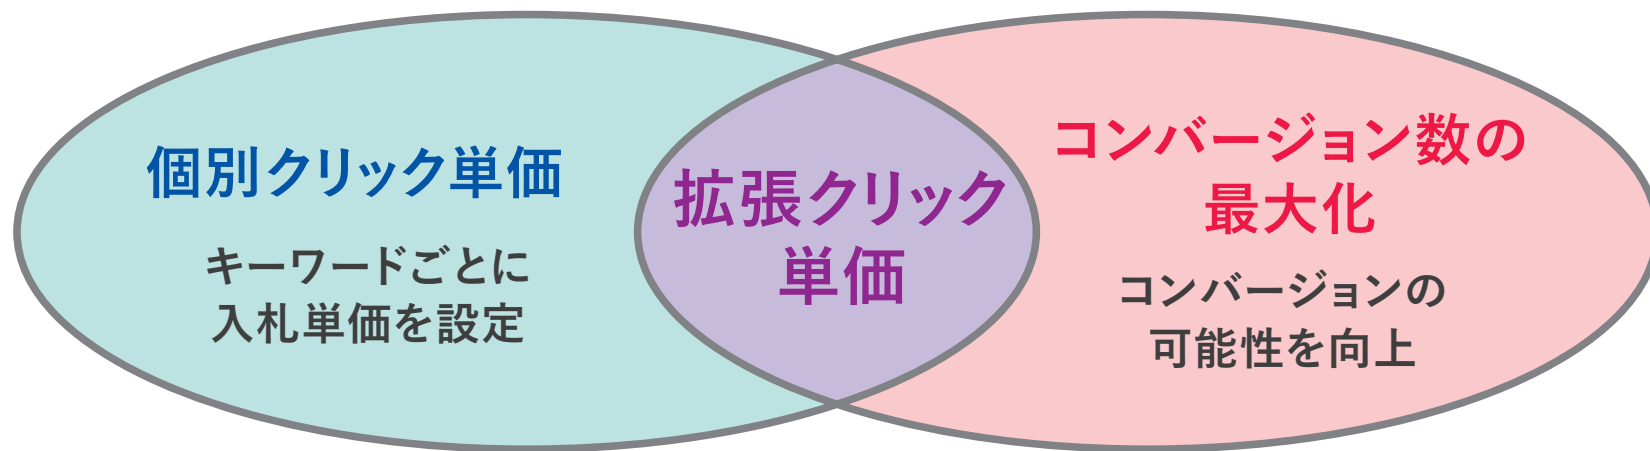 個別クリック単価
キーワードごとに
入札単価を設定
拡張クリック
単価
コンバージョン数の
最大化
コンバージョンの
可能性を向上